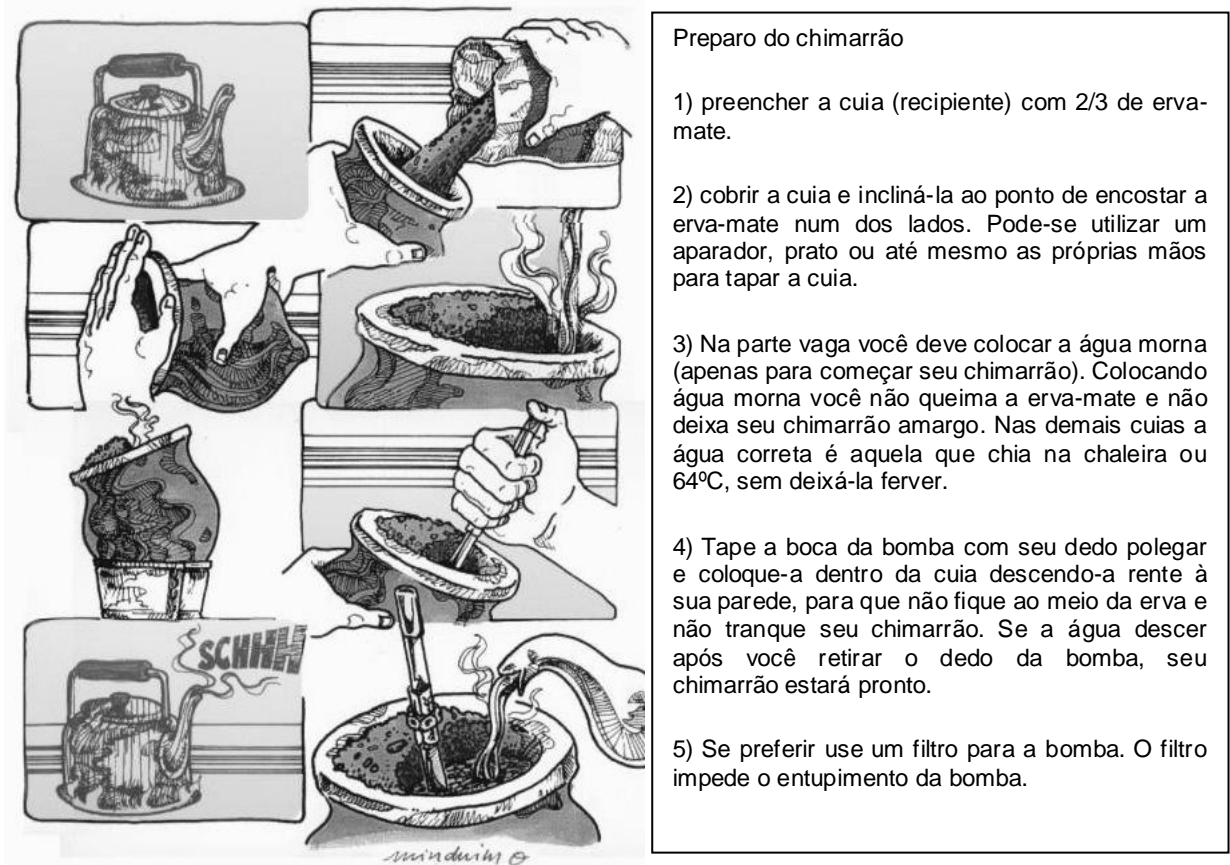 SCHHH
minduim
Preparo do chimarrão
1) preencher a cuia (recipiente) com 2/3 de erva-
mate.
2) cobrir a cuia e incliná-la ao ponto de encostar a
erva-mate num dos lados. Pode-se utilizar um
aparador, prato ou até mesmo as próprias mãos
para tapar a cuia.
3) Na parte vaga você deve colocar a água morna
(apenas para começar seu chimarrão). Colocando
água morna você não queima a erva-mate e não
deixa seu chimarrão amargo. Nas demais cuias a
água correta é aquela que chia na chaleira ou
64ºC, sem deixá-la ferver.
4) Tape a boca da bomba com seu dedo polegar
e coloque-a dentro da cuia descendo-a rente à
sua parede, para que não fique ao meio da erva e
não tranque seu chimarrão. Se a água descer
após você retirar o dedo da bomba, seu
chimarrão estará pronto.
5) Se preferir use um filtro para a bomba. O filtro
impede o entupimento da bomba.